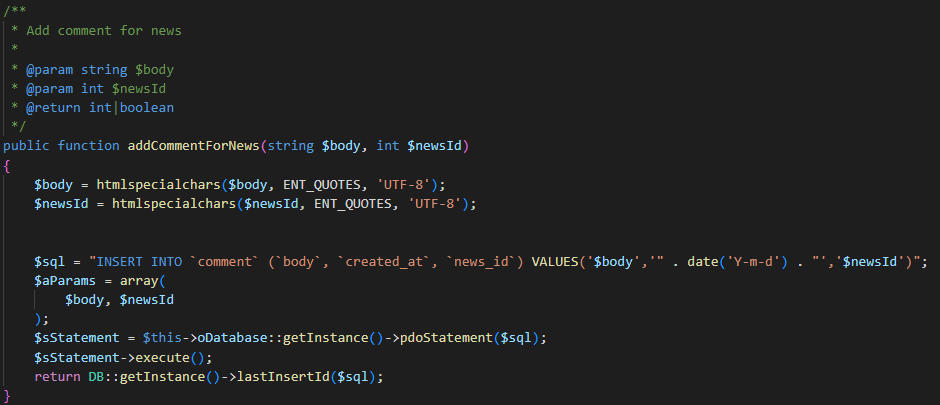 /**
 * Add comment for news
 *
 * @param string $body
 * @param int $newsId
 * @return int|boolean
 */
public function addCommentForNews(string $body, int $newsId)
{
    $body = htmlspecialchars($body, ENT_QUOTES, 'UTF-8');
    $newsId = htmlspecialchars($newsId, ENT_QUOTES, 'UTF-8');
    $sql = "INSERT INTO `comment` (`body`, `created_at`, `news_id`) VALUES('$body','" . date('Y-m-d') . "','$newsId')";
    $aParams = array(
        $body, $newsId
    );
    $sStatement = $this->oDatabase::getInstance()->pdoStatement($sql);
    $sStatement->execute();
    return DB::getInstance()->lastInsertId($sql);
}